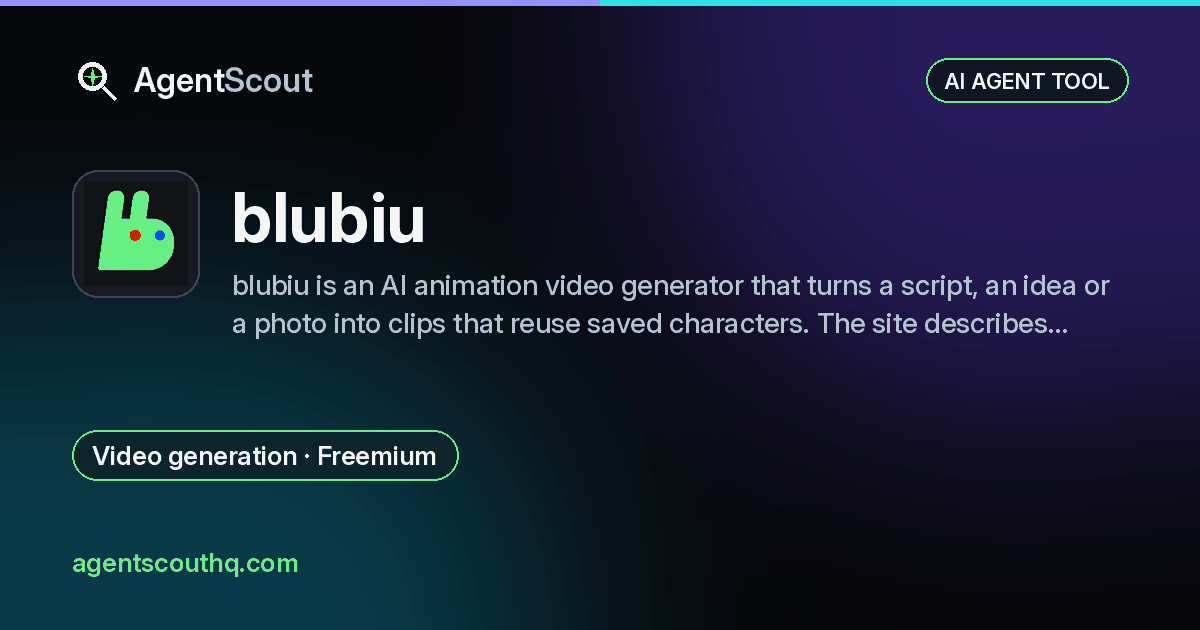 AgentScout
AI AGENT TOOL
blubiu
blubiu is an AI animation video generator that turns a script, an idea or
a photo into clips that reuse saved characters. The site describes...
Video generation · Freemium
agentscouthq.com